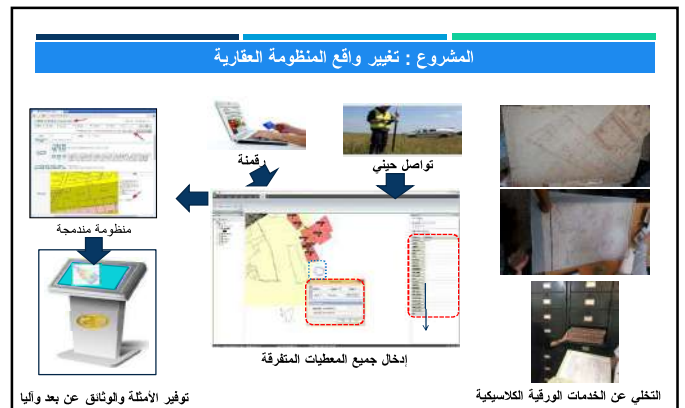 المشروع : تغيير واقع المنظومة العقارية
رقمنة
تواصل حيني
منظومة مندمجة
إدخال جميع المعطيات المتفرقة
توفير الأمثلة والوثائق عن بعد وآليا
التخلي عن الخدمات الورقية الكلاسيكية